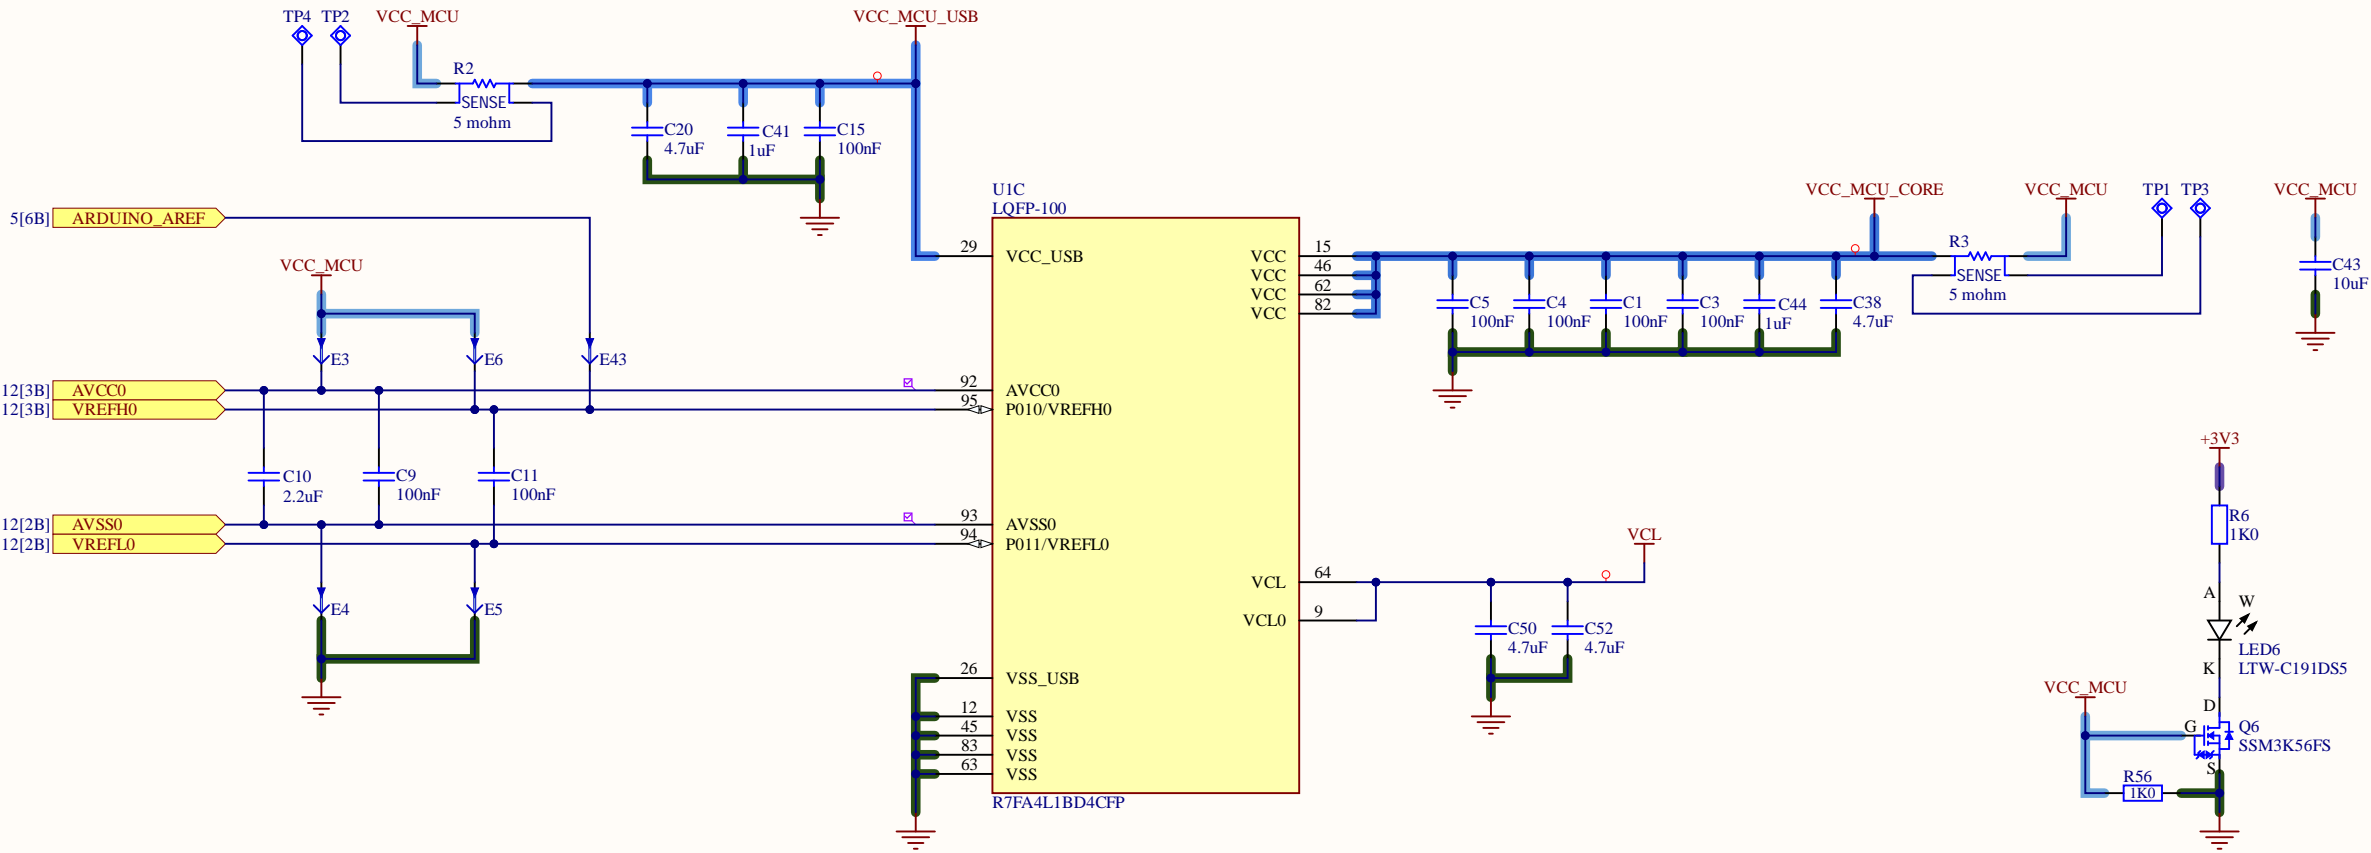 TP4 TP2 VCC_MCU VCC_MCU_USB
R2
SENSE
5 mohm
C20
4.7uF
C41
1uF
C15
100nF
5[6B] ARDUINO_AREF
VCC_MCU
E3 E6 E43
12[3B] AVCC0
12[3B] VREFH0
C10
2.2uF
C9
100nF
C11
100nF
12[2B] AVSS0
12[2B] VREFL0
E4 E5
U1C
LQFP-100
29 VCC_USB
92 AVCC0
95 P010/VREFH0
93 AVSS0
94 P011/VREFL0
26 VSS_USB
12 VSS
45 VSS
83 VSS
63 VSS
VCC 15
VCC 46
VCC 62
VCC 82
VCL 64
VCL0 9
R7FA4L1BD4CFP
VCC_MCU_CORE VCC_MCU TP1 TP3 VCC_MCU
R3
SENSE
5 mohm
C5
100nF
C4
100nF
C1
100nF
C3
100nF
C44
1uF
C38
4.7uF
C43
10uF
VCL
C50
4.7uF
C52
4.7uF
+3V3
R6
1K0
A W
LED6
K LTW-C191DS5
VCC_MCU
D
G Q6
SSM3K56FS
S
R56
1K0